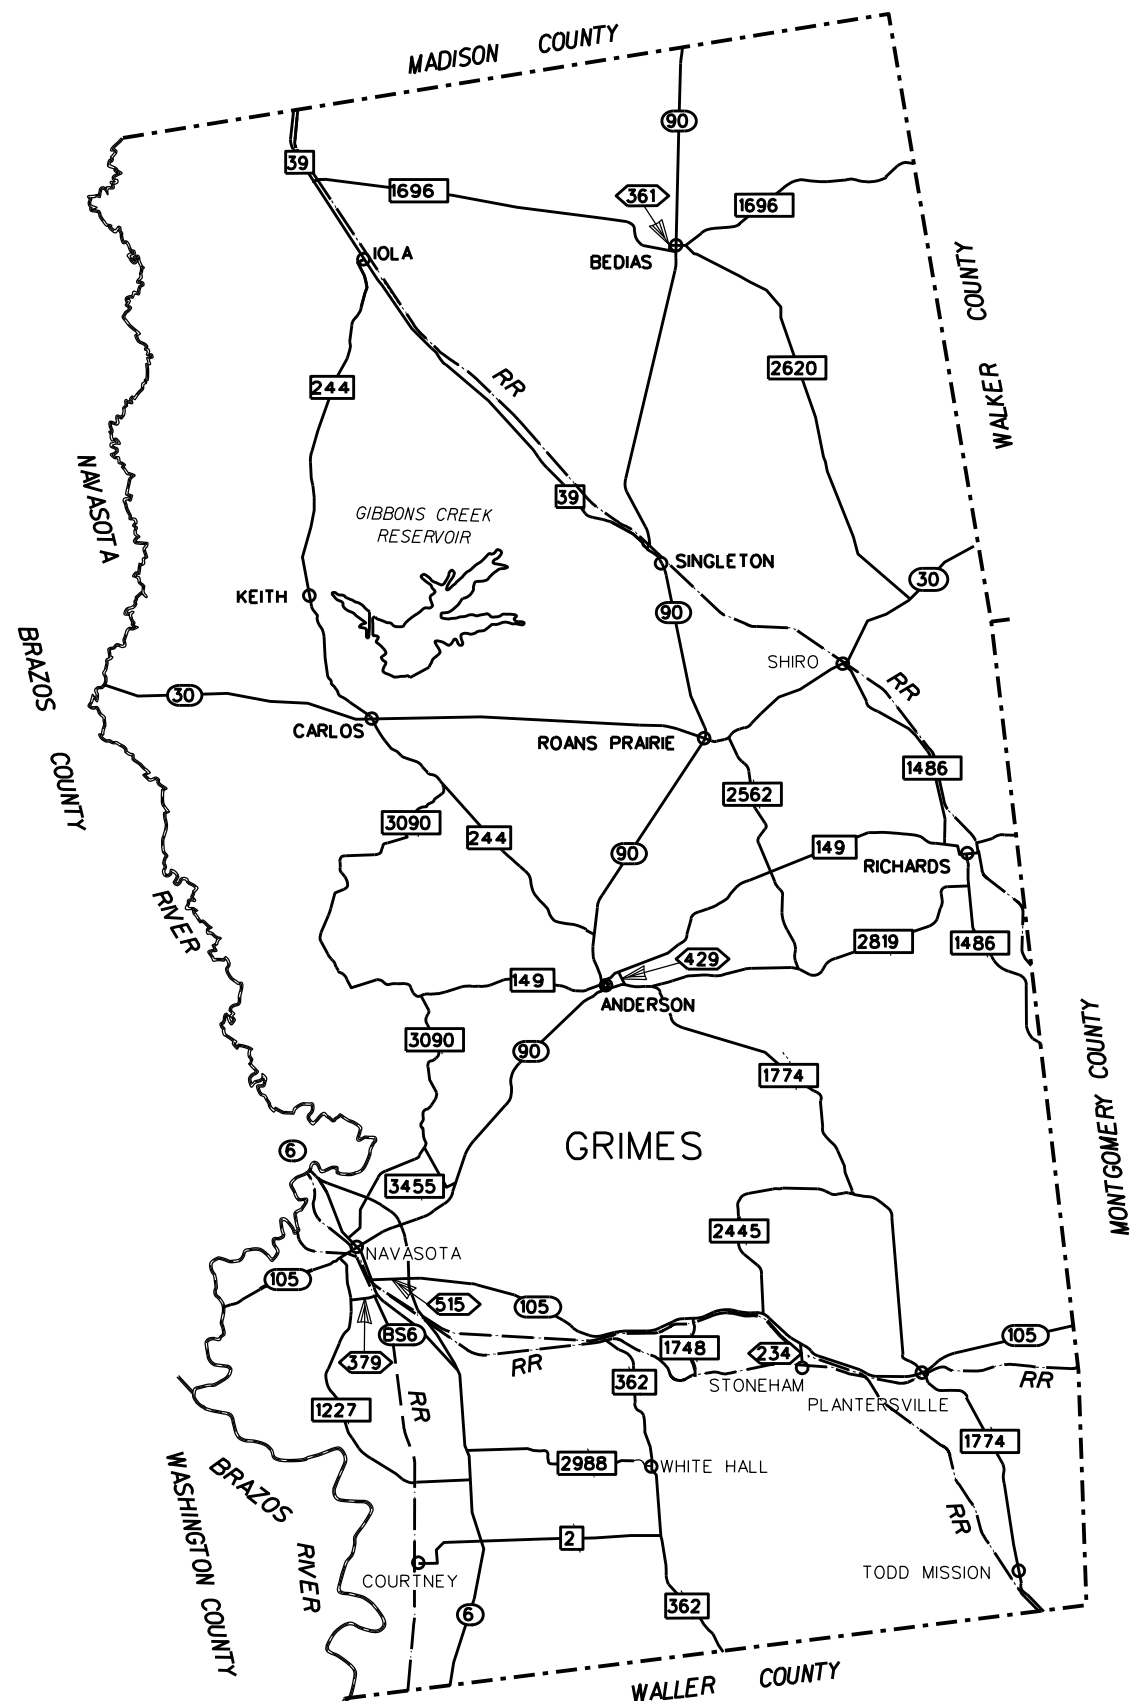 MADISON COUNTY
90
39
1696
361
1696
IOLA
BEDIAS
WALKER COUNTY
244
RR
2620
NAVASOTA
39
GIBBONS CREEK
RESERVOIR
SINGLETON
30
KEITH
90
BRAZOS
SHIRO
RR
30
CARLOS
ROANS PRAIRIE
COUNTY
1486
2562
3090
244
90
149
RICHARDS
RIVER
2819
1486
429
149
ANDERSON
3090
90
1774
MONTGOMERY COUNTY
GRIMES
6
3455
2445
NAVASOTA
105
515
105
BS6
105
379
RR
1748
234
STONEHAM
362
RR
PLANTERSVILLE
RR
1227
1774
2988
WHITE HALL
BRAZOS
WASHINGTON COUNTY
RR
2
RIVER
COURTNEY
TODD MISSION
6
362
WALLER COUNTY